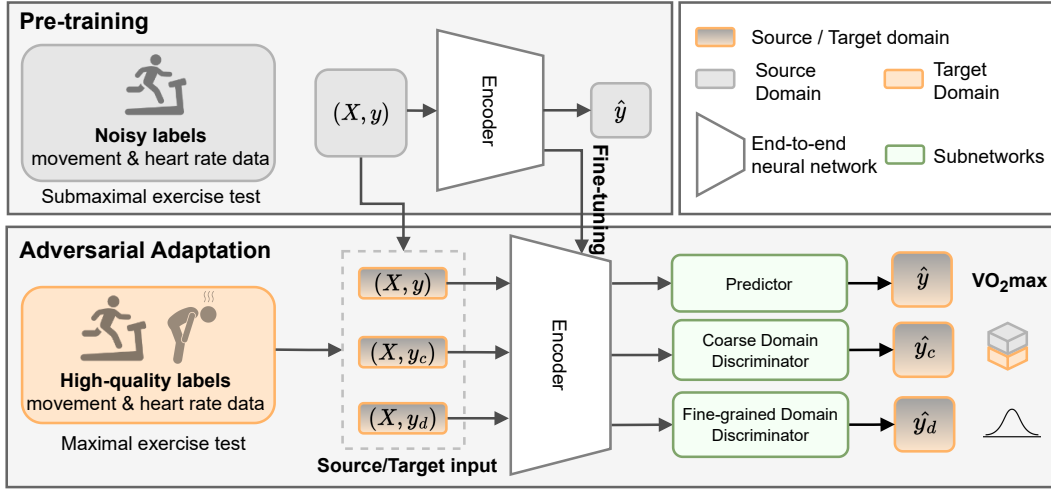 Pre-training
Noisy labels
movement & heart rate data
Submaximal exercise test
(X, y)
Encoder
ŷ
Fine-tuning
Source / Target domain
Source
Domain
Target
Domain
End-to-end
neural network
Subnetworks
Adversarial Adaptation
High-quality labels
movement & heart rate data
Maximal exercise test
(X, y)
(X, y_c)
(X, y_d)
Source/Target input
Encoder
Predictor
Coarse Domain
Discriminator
Fine-grained Domain
Discriminator
ŷ
ŷ_c
ŷ_d
VO₂max